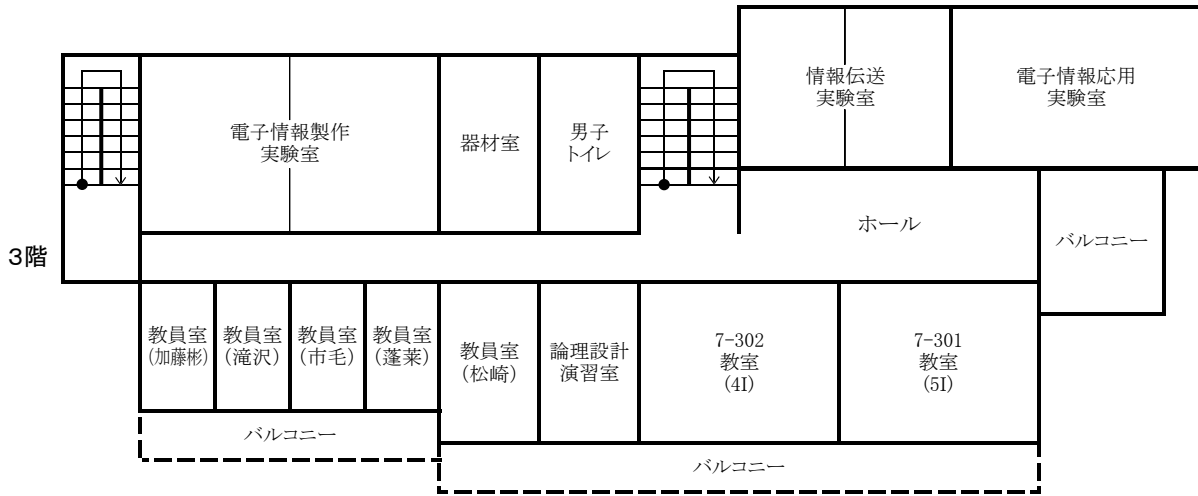 情報伝送
実験室
電子情報応用
実験室
電子情報製作
実験室
器材室
男子
トイレ
ホール
バルコニー
3階
教員室
(加藤彬)
教員室
(滝沢)
教員室
(市毛)
教員室
(蓬莱)
教員室
(松崎)
論理設計
演習室
7-302
教室
(4I)
7-301
教室
(5I)
バルコニー
バルコニー